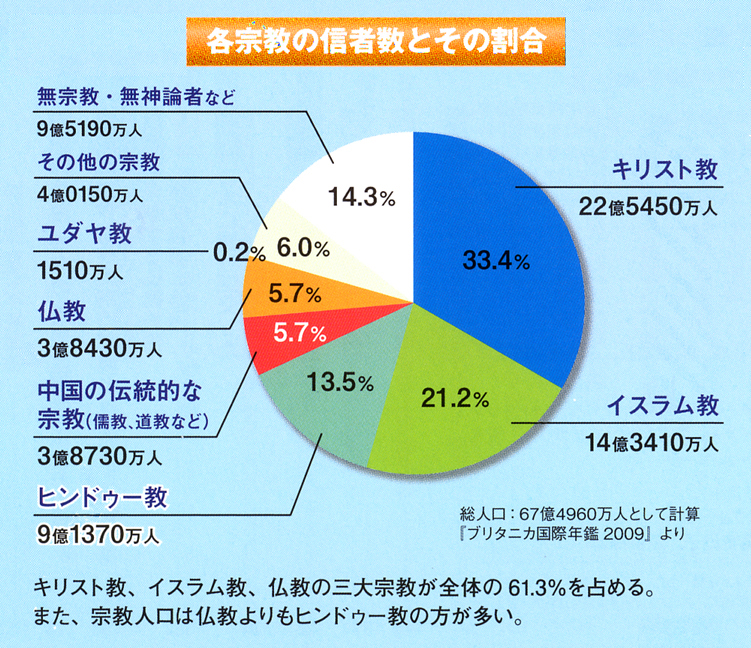 各宗教の信者数とその割合
無宗教・無神論者など
9億5190万人
その他の宗教
4億0150万人
ユダヤ教
1510万人
仏教
3億8430万人
中国の伝統的な
宗教(儒教、道教など)
3億8730万人
ヒンドゥー教
9億1370万人
14.3%
6.0%
0.2%
5.7%
5.7%
13.5%
21.2%
33.4%
キリスト教
22億5450万人
イスラム教
14億3410万人
総人口:67億4960万人として計算
『ブリタニカ国際年鑑 2009』より
キリスト教、イスラム教、仏教の三大宗教が全体の 61.3%を占める。
また、宗教人口は仏教よりもヒンドゥー教の方が多い。